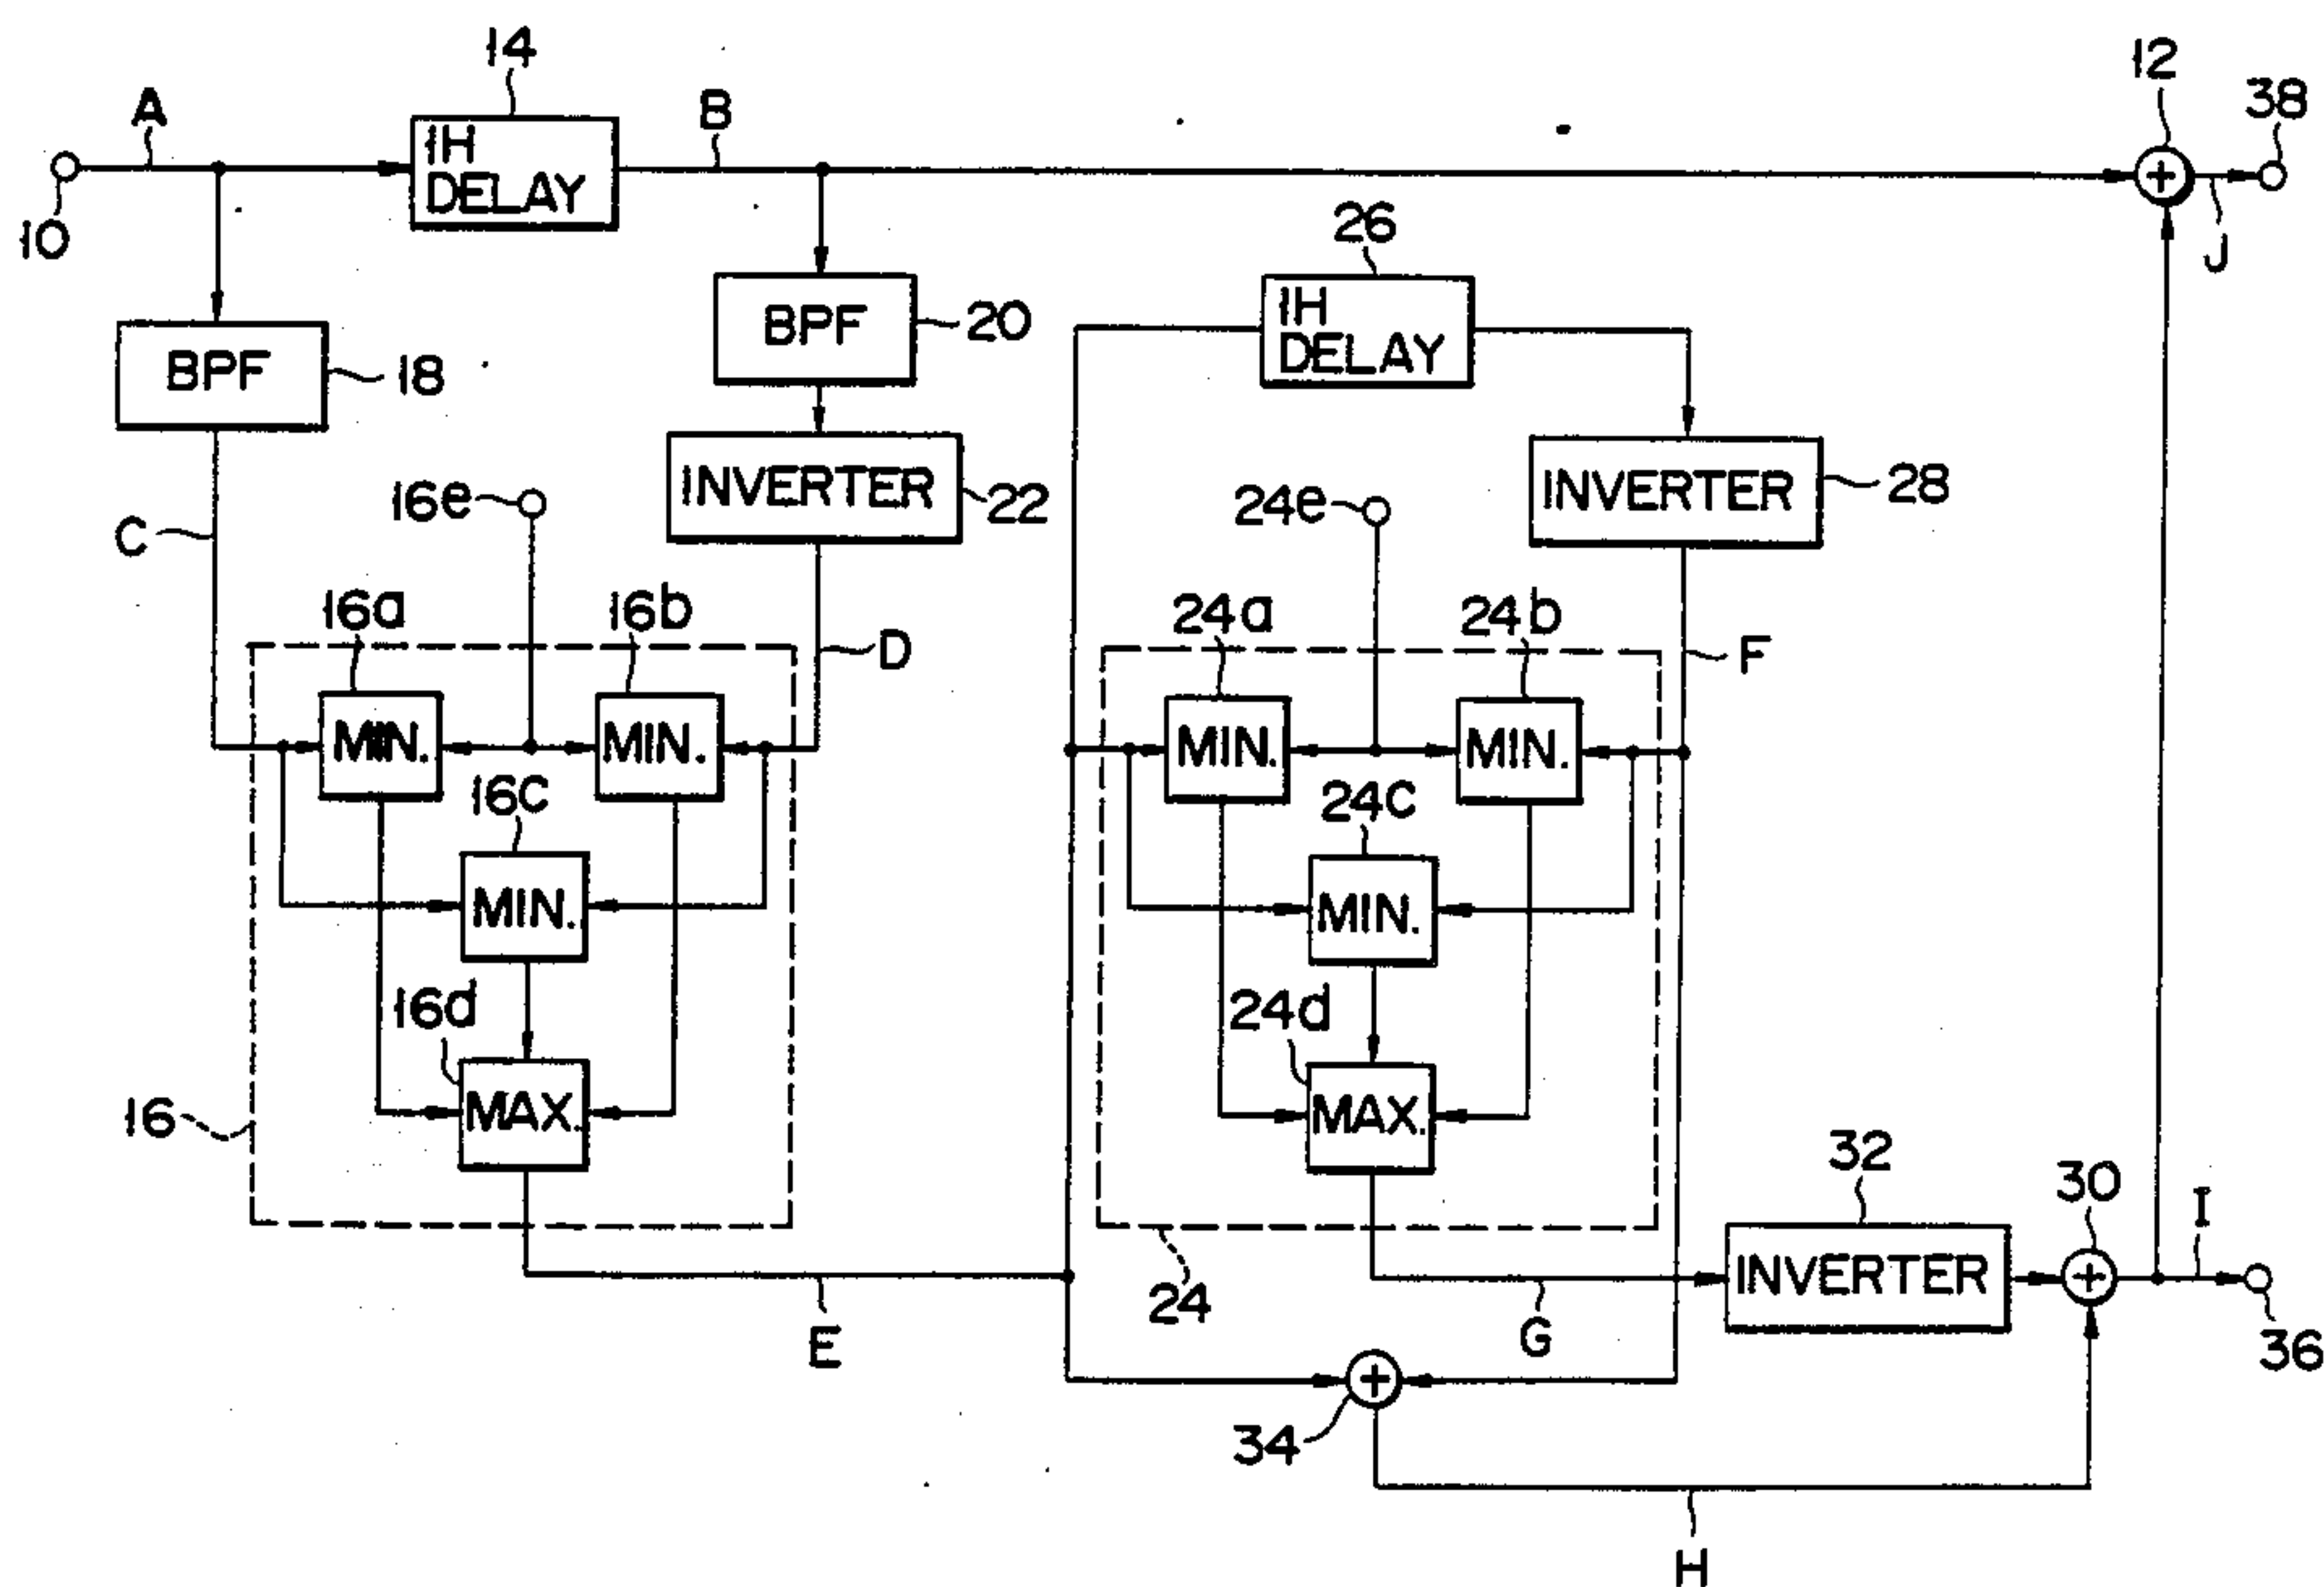 14
12
38
A
B
1H
DELAY
10
J
26
BPF
18
BPF
20
1H
DELAY
INVERTER
22
INVERTER
28
16e
24e
C
16a
16b
D
24a
24b
F
MIN.
MIN.
MIN.
MIN.
16c
24c
MIN.
MIN.
16d
24d
MAX.
MAX.
16
32
30
I
INVERTER
24
E
G
36
34
H